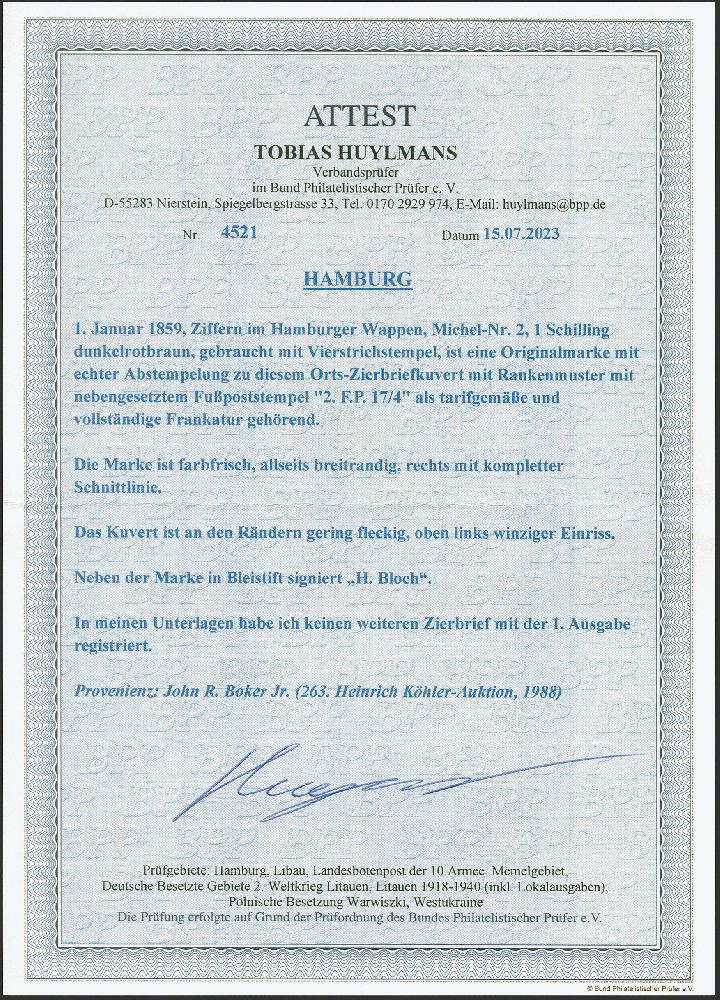 ATTEST
TOBIAS HUYLMANS
Verbandsprüfer
im Bund Philatelistischer Prüfer e. V.
D-55283 Nierstein, Spiegelbergstrasse 33, Tel. 0170 2929 974, E-Mail: huylmans@bpp.de
Nr. 4521 Datum 15.07.2023
HAMBURG
1. Januar 1859, Ziffern im Hamburger Wappen, Michel-Nr. 2, 1 Schilling
dunkelrotbraun, gebraucht mit Vierstrichstempel, ist eine Originalmarke mit
echter Abstempelung zu diesem Orts-Zierbriefkuvert mit Rankenmuster mit
nebengesetztem Fußpoststempel "2. F.P. 17/4" als tarifgemäße und
vollständige Frankatur gehörend.
Die Marke ist farbfrisch, allseits breitrandig, rechts mit kompletter
Schnittlinie.
Das Kuvert ist an den Rändern gering fleckig, oben links winziger Einriss.
Neben der Marke in Bleistift signiert „H. Bloch“.
In meinen Unterlagen habe ich keinen weiteren Zierbrief mit der 1. Ausgabe
registriert.
Provenienz: John R. Boker Jr. (263. Heinrich Köhler-Auktion, 1988)
Prüfgebiete: Hamburg, Libau, Landesbotenpost der 10 Armee, Memelgebiet,
Deutsche Besetzte Gebiete 2. Weltkrieg Litauen, Litauen 1918-1940 (inkl. Lokalausgaben),
Polnische Besetzung Warwiszki, Westukraine
Die Prüfung erfolgte auf Grund der Prüfordnung des Bundes Philatelistischer Prüfer e.V.
© Bund Philatelistischer Prüfer e.V.